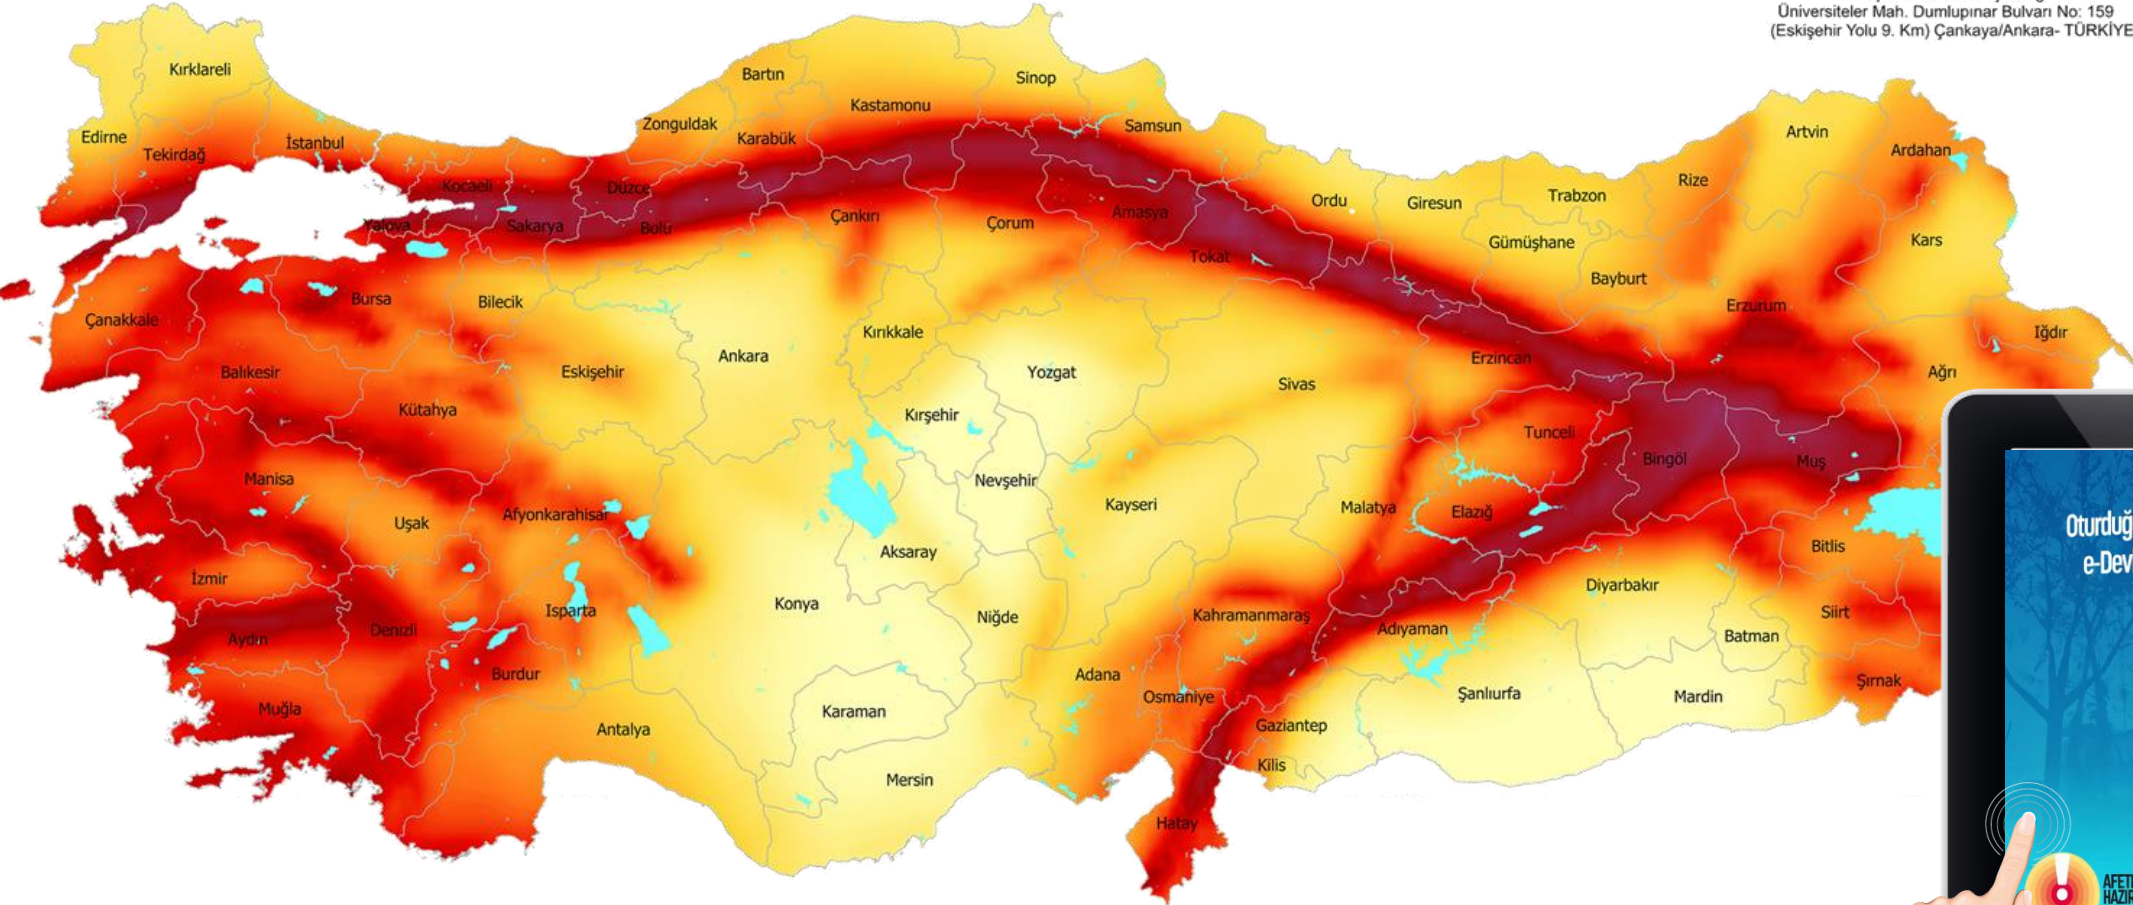 Üniversiteler Mah. Dumlupınar Bulvarı No: 159
(Eskişehir Yolu 9. Km) Çankaya/Ankara- TÜRKİYE
Kırklareli
Edirne
Tekirdağ
İstanbul
Kocaeli
Yalova
Sakarya
Düzce
Bolu
Zonguldak
Bartın
Karabük
Kastamonu
Sinop
Samsun
Çankırı
Çorum
Amasya
Tokat
Ordu
Giresun
Trabzon
Gümüşhane
Bayburt
Rize
Artvin
Ardahan
Kars
Erzurum
Iğdır
Ağrı
Çanakkale
Bursa
Bilecik
Balıkesir
Kütahya
Eskişehir
Ankara
Kırıkkale
Yozgat
Kırşehir
Sivas
Erzincan
Tunceli
Bingöl
Muş
Manisa
Uşak
Afyonkarahisar
Nevşehir
Kayseri
Malatya
Elazığ
Bitlis
İzmir
Aksaray
Isparta
Konya
Niğde
Kahramanmaraş
Adıyaman
Diyarbakır
Batman
Siirt
Aydın
Denizli
Burdur
Muğla
Antalya
Karaman
Mersin
Adana
Osmaniye
Gaziantep
Kilis
Hatay
Şanlıurfa
Mardin
Şırnak
Oturduğ
e-Dev
AFET
HAZIR